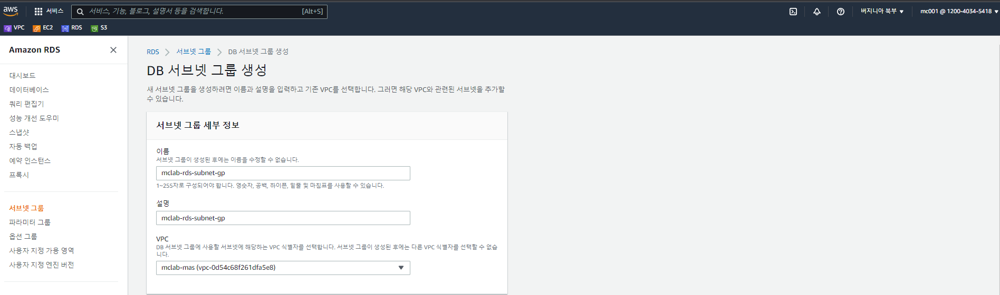 aws
서비스
서비스, 기능, 블로그, 설명서 등을 검색합니다.
[Alt+S]
버지니아 북부
mc001 @ 1200-4034-5418
VPC
EC2
RDS
S3
Amazon RDS
대시보드
데이터베이스
쿼리 편집기
성능 개선 도우미
스냅샷
자동 백업
예약 인스턴스
프록시
서브넷 그룹
파라미터 그룹
옵션 그룹
사용자 지정 가용 영역
사용자 지정 엔진 버전
RDS
서브넷 그룹
DB 서브넷 그룹 생성
DB 서브넷 그룹 생성
새 서브넷 그룹을 생성하려면 이름과 설명을 입력하고 기존 VPC를 선택합니다. 그러면 해당 VPC와 관련된 서브넷을 추가할
수 있습니다.
서브넷 그룹 세부 정보
이름
서브넷 그룹이 생성된 후에는 이름을 수정할 수 없습니다.
mclab-rds-subnet-gp
1~255자로 구성되어야 합니다. 영숫자, 공백, 하이픈, 밑줄 및 마침표를 사용할 수 있습니다.
설명
mclab-rds-subnet-gp
VPC
DB 서브넷 그룹에 사용할 서브넷에 해당하는 VPC 식별자를 선택합니다. 서브넷 그룹이 생성된 후에는 다른 VPC 식별자를 선택할 수 없습
니다.
mclab-mas (vpc-0d54c68f261dfa5e8)